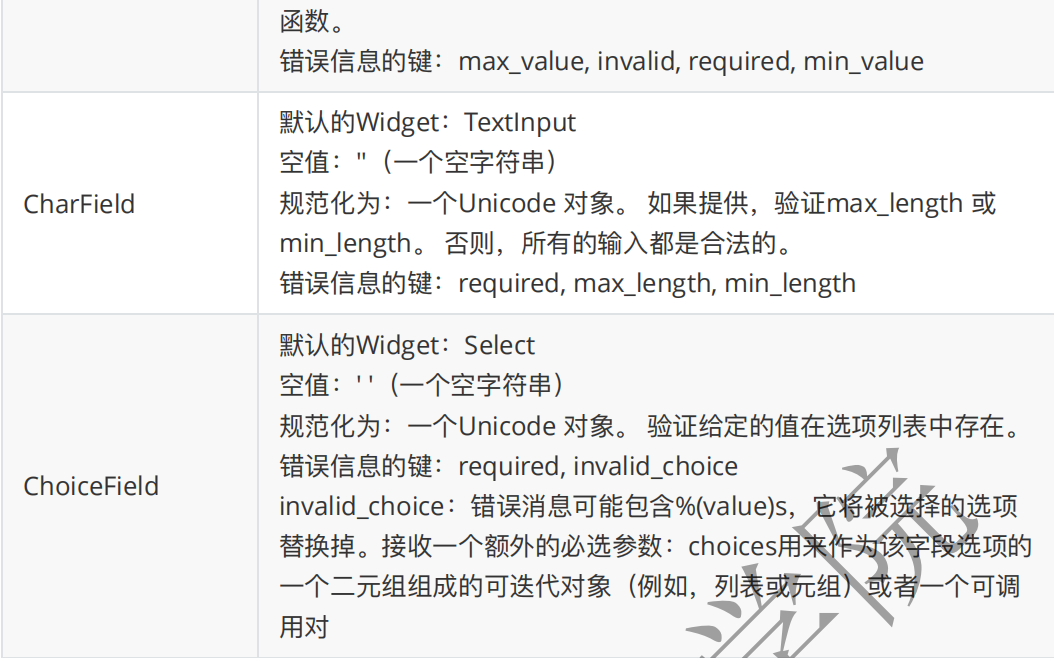 函数。
错误信息的键：max_value, invalid, required, min_value
默认的Widget：TextInput
空值：''（一个空字符串）
CharField
规范化为：一个Unicode 对象。 如果提供，验证max_length 或
min_length。 否则，所有的输入都是合法的。
错误信息的键：required, max_length, min_length
默认的Widget：Select
空值：' '（一个空字符串）
规范化为：一个Unicode 对象。 验证给定的值在选项列表中存在。
错误信息的键：required, invalid_choice
ChoiceField
invalid_choice：错误消息可能包含%(value)s，它将被选择的选项
替换掉。接收一个额外的必选参数：choices用来作为该字段选项的
一个二元组组成的可迭代对象（例如，列表或元组）或者一个可调
用对
学院